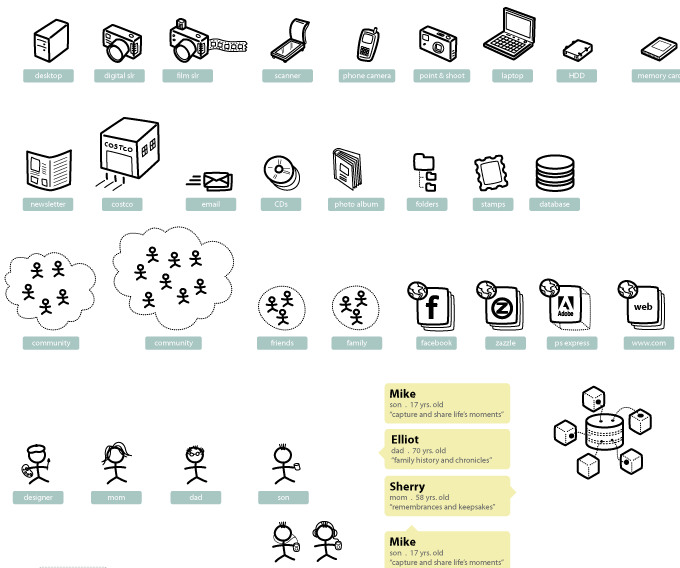 desktop
digital slr
film slr
scanner
phone camera
point & shoot
laptop
HDD
memory card
COSTCO
newsletter
costco
email
CDs
photo album
folders
stamps
database
f
Z
A
Adobe
web
community
community
friends
family
facebook
zazzle
ps express
www.com
Mike
son . 17 yrs. old
"capture and share life's moments"
Elliot
dad . 70 yrs. old
"family history and chronicles"
Sherry
mom . 58 yrs. old
"remembrances and keepsakes"
designer
mom
dad
son
Mike
son . 17 yrs. old
"capture and share life's moments"